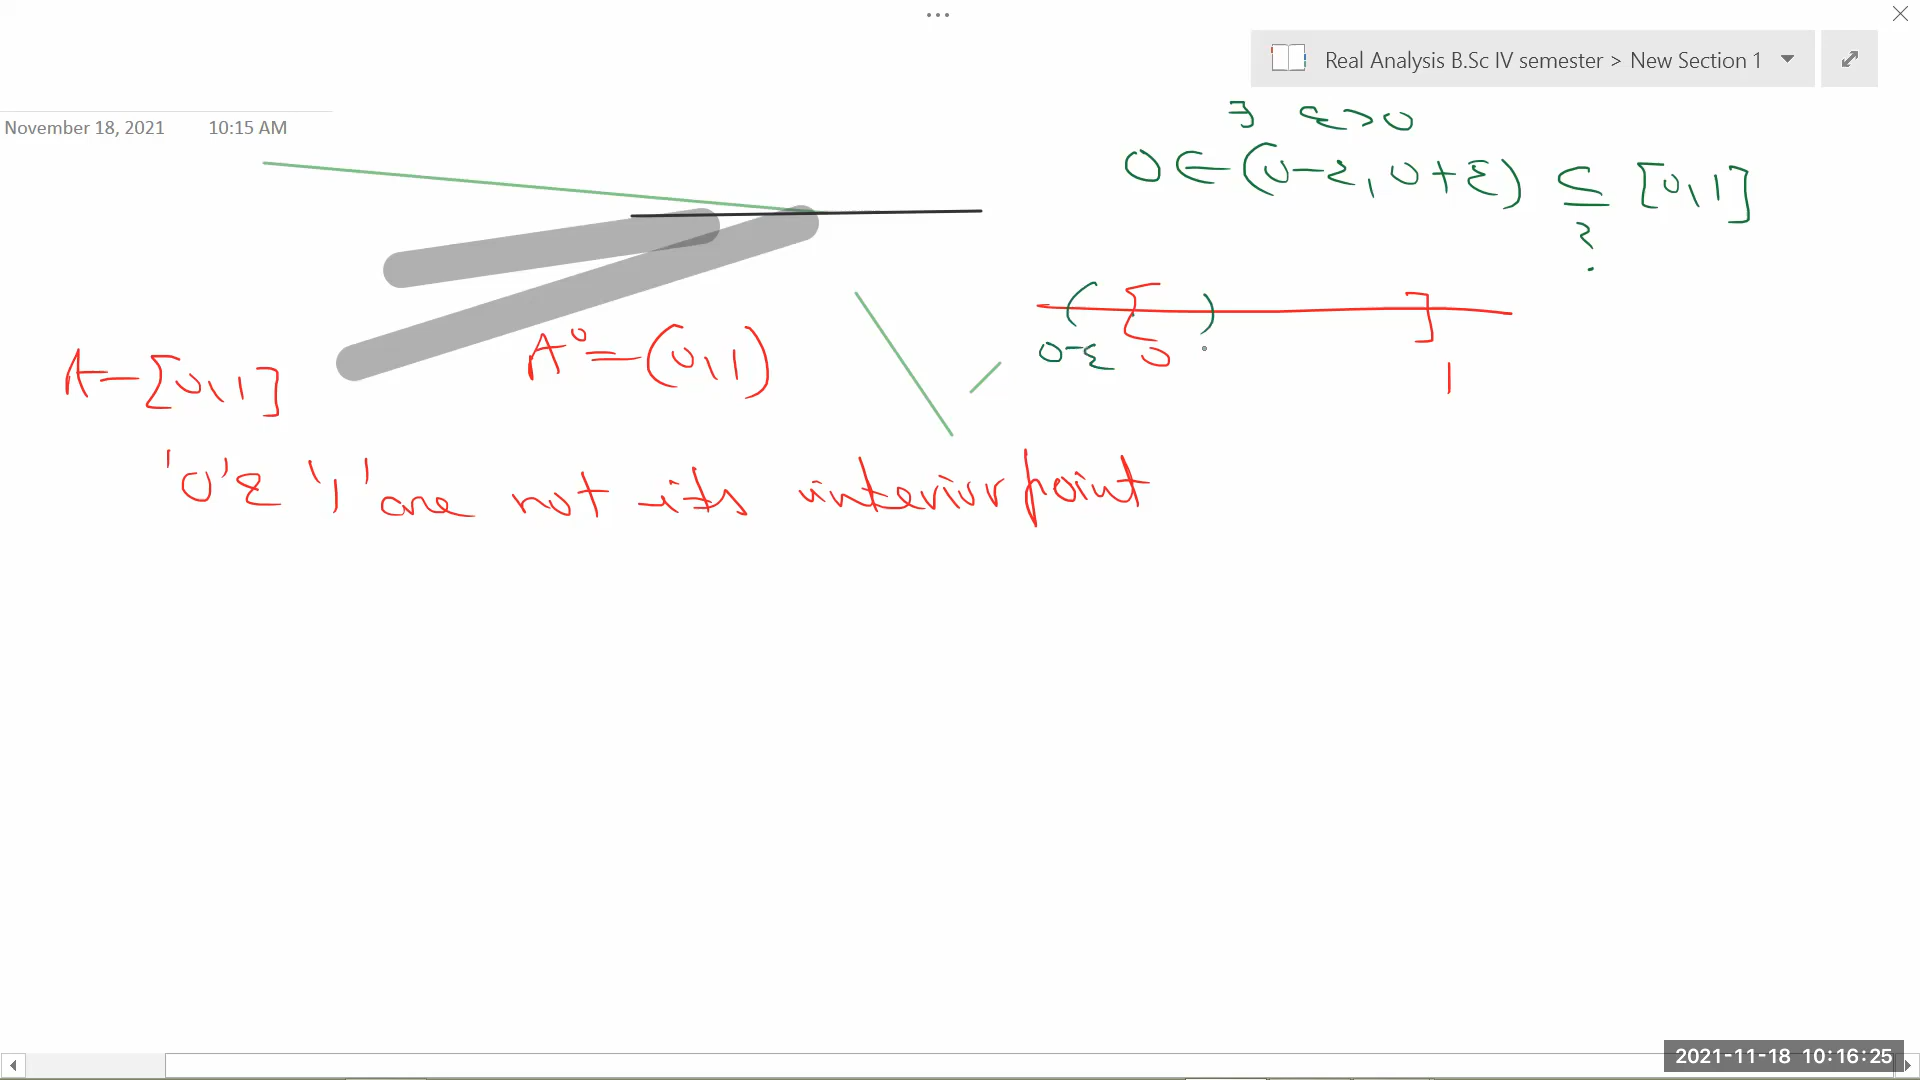 Real Analysis B.Sc IV semester > New Section 1
November 18, 2021 10:15 AM
∃ ε>0
0 ∈ (0-ε, 0+ε) ⊆ [0,1]
?
( [ ) ]
0-ε 0 1
A = [0,1] A⁰ = (0,1)
'0' & '1' are not its interior point
2021-11-18 10:16:25